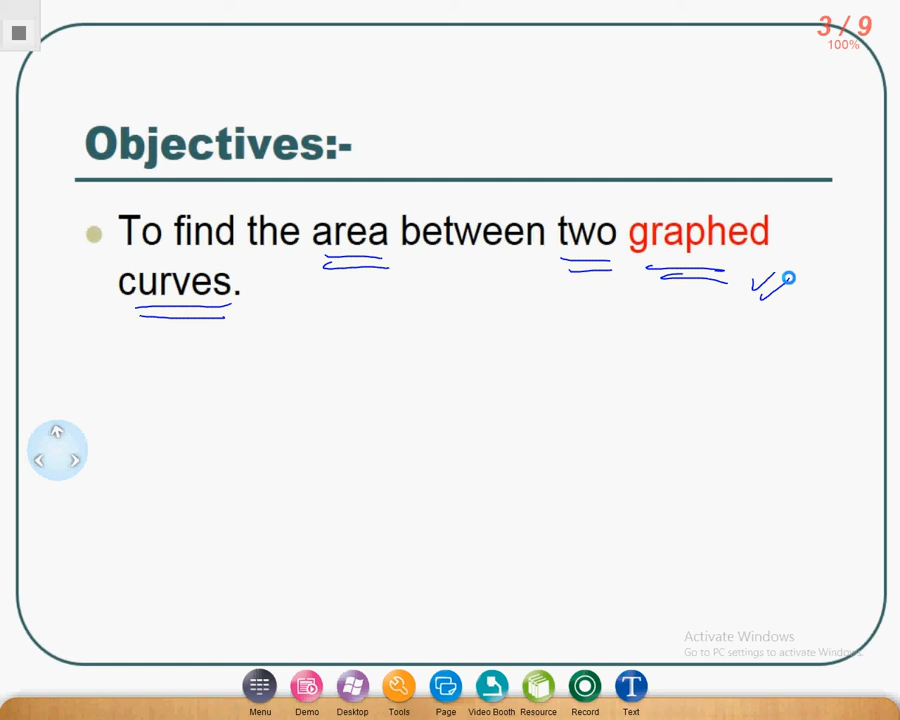 3 / 9
100%
Objectives:-
To find the area between two graphed
curves.
Activate Windows
Go to PC settings to activate Windows.
Menu Demo Desktop Tools Page Video Booth Resource Record Text